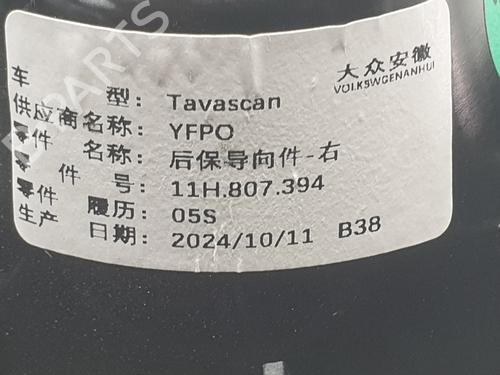 大众安徽
VOLKSWGENANHUI
车 型: Tavascan
供应商名称: YFPO
零件 名称: 后保导向件-右
零 件 号: 11H.807.394
零件 履历: 05S
生产 日期: 2024/10/11 B38
PARTS